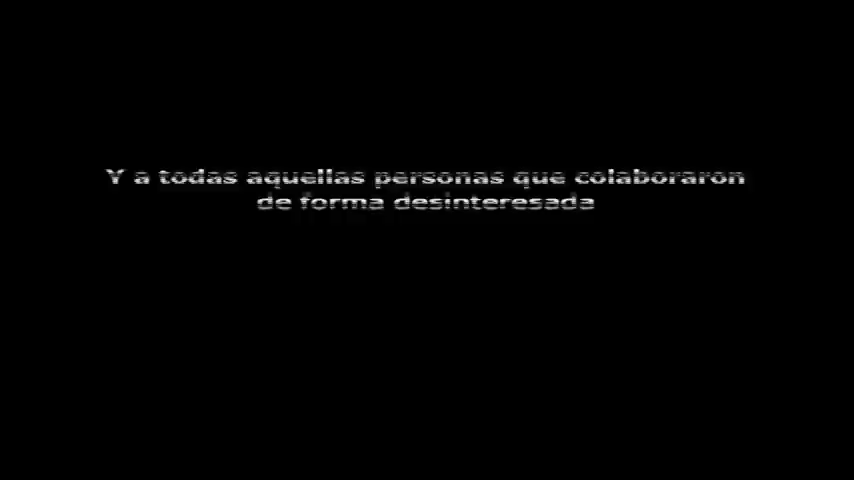 Y a todas aquellas personas que colaboraron
de forma desinteresada